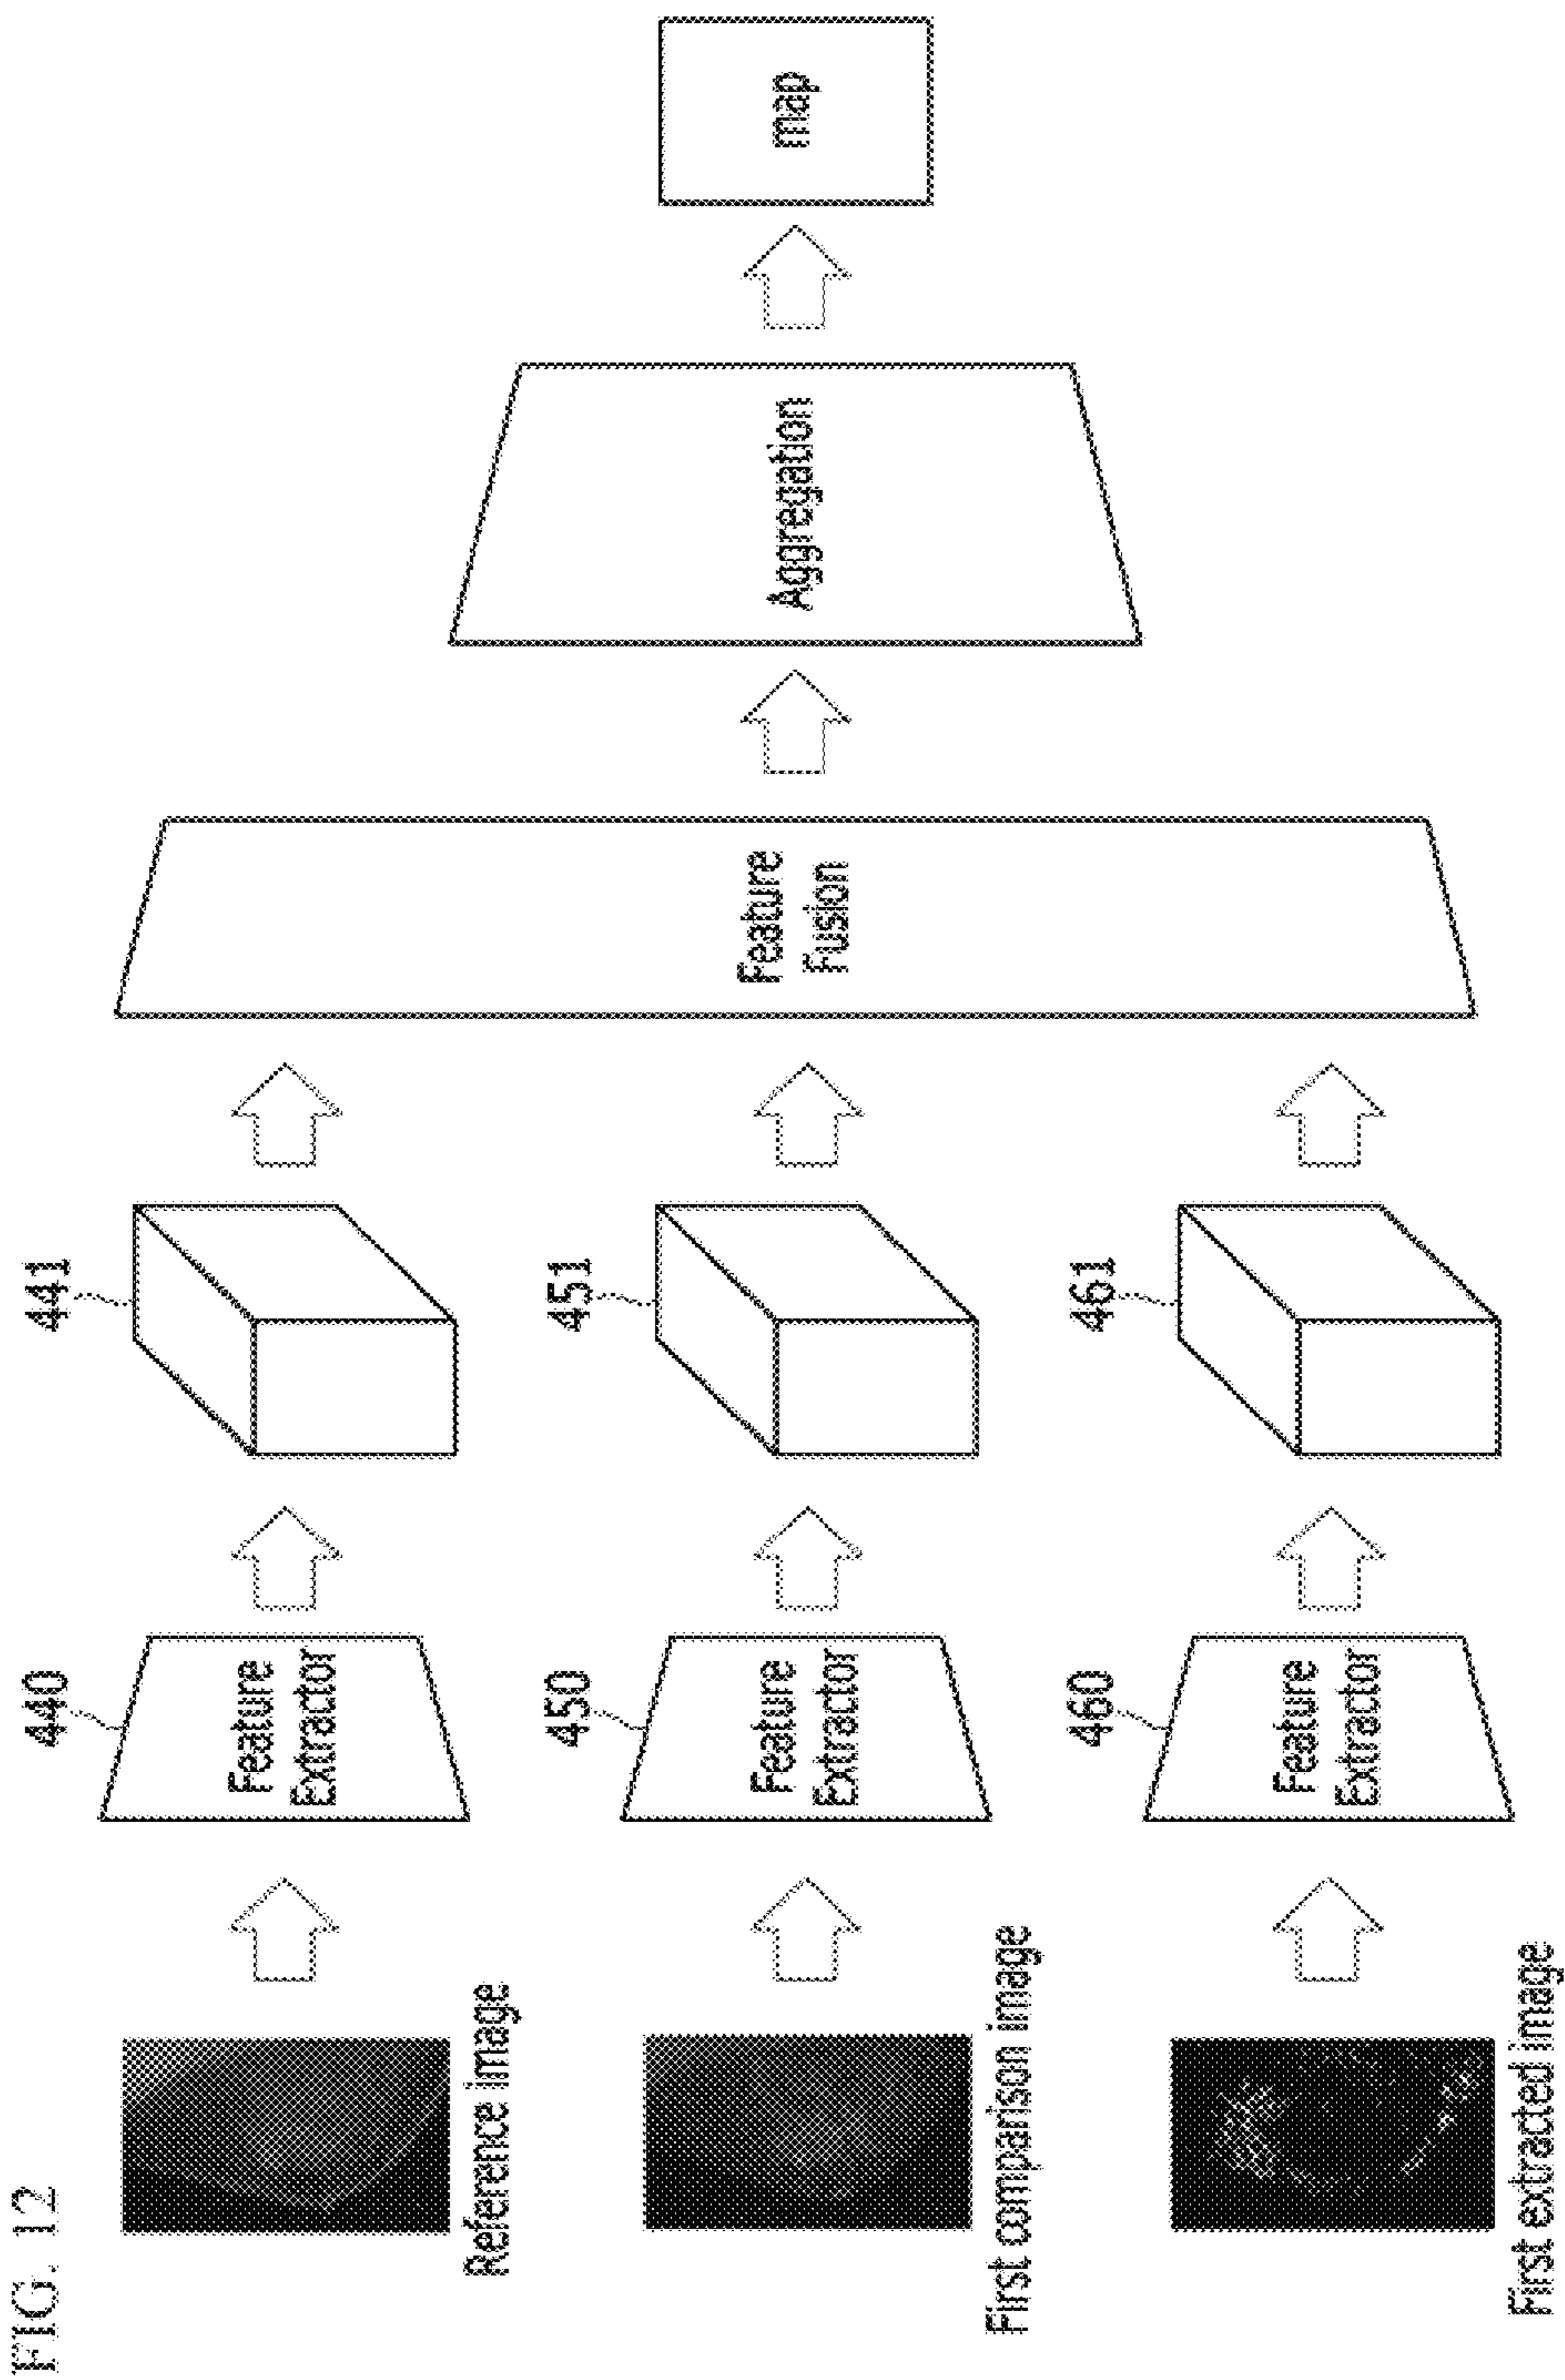 FIG. 12
Reference image
440
Feature
Extractor
441
First comparison image
450
Feature
Extractor
451
First extracted image
460
Feature
Extractor
461
Feature
Fusion
Aggregation
map